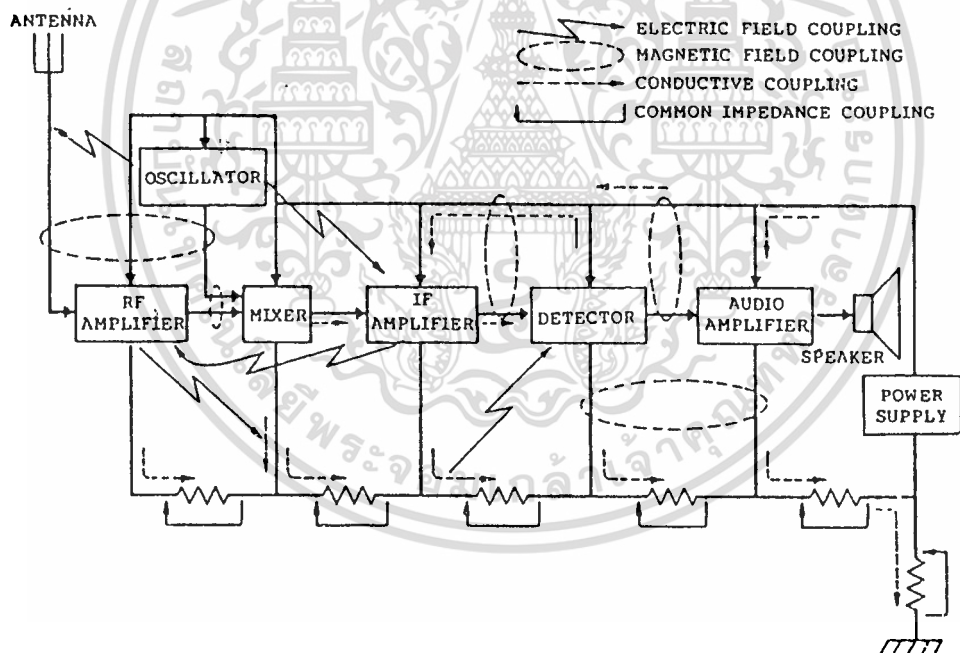 ANTENNA
ELECTRIC FIELD COUPLING
MAGNETIC FIELD COUPLING
CONDUCTIVE COUPLING
COMMON IMPEDANCE COUPLING
OSCILLATOR
RF
AMPLIFIER
MIXER
IF
AMPLIFIER
DETECTOR
AUDIO
AMPLIFIER
SPEAKER
POWER
SUPPLY